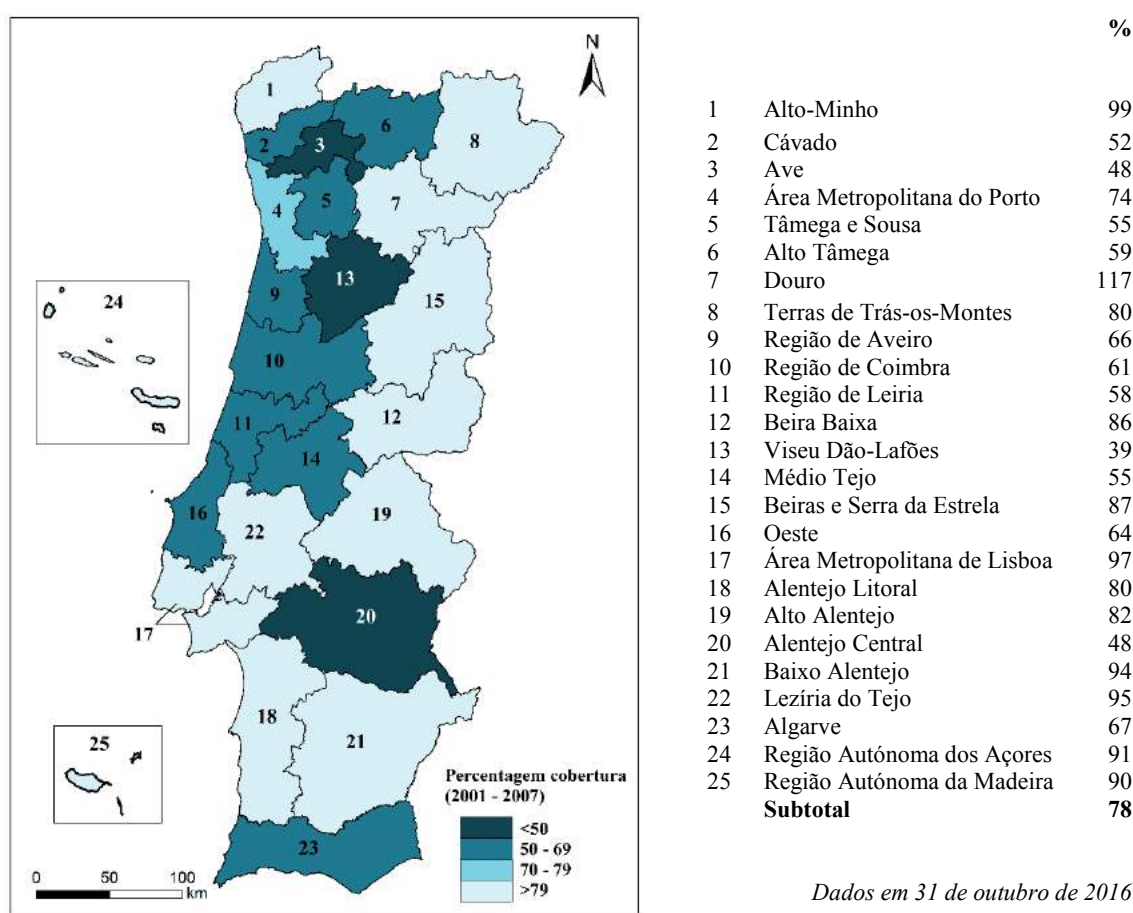 N
1
2
3
4
5
6
7
8
9
10
11
12
13
14
15
16
17
18
19
20
21
22
23
24
25
Percentagem cobertura
(2001 - 2007)
<50
50 - 69
70 - 79
>79
0 50 100
km
%
1 Alto-Minho 99
2 Cávado 52
3 Ave 48
4 Área Metropolitana do Porto 74
5 Tâmega e Sousa 55
6 Alto Tâmega 59
7 Douro 117
8 Terras de Trás-os-Montes 80
9 Região de Aveiro 66
10 Região de Coimbra 61
11 Região de Leiria 58
12 Beira Baixa 86
13 Viseu Dão-Lafões 39
14 Médio Tejo 55
15 Beiras e Serra da Estrela 87
16 Oeste 64
17 Área Metropolitana de Lisboa 97
18 Alentejo Litoral 80
19 Alto Alentejo 82
20 Alentejo Central 48
21 Baixo Alentejo 94
22 Lezíria do Tejo 95
23 Algarve 67
24 Região Autónoma dos Açores 91
25 Região Autónoma da Madeira 90
Subtotal 78
Dados em 31 de outubro de 2016